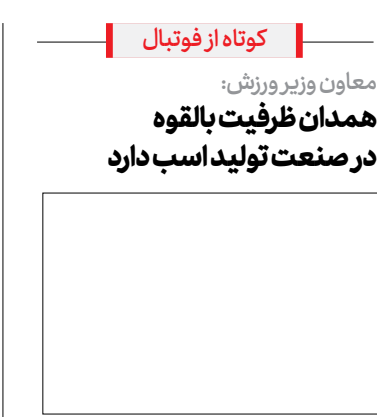 کوتاه از فوتبال
معاون وزیر ورزش:
همدان ظرفیت بالقوه
در صنعت تولید اسب دارد